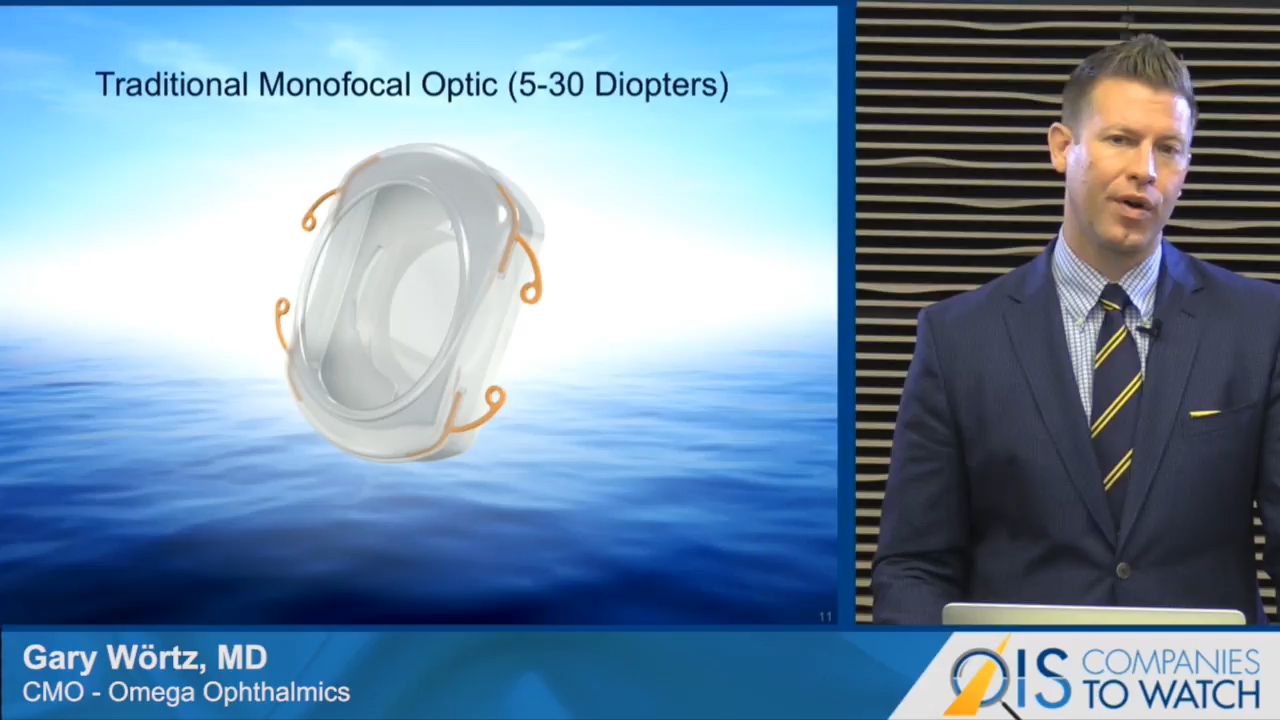 Traditional Monofocal Optic (5-30 Diopters)
11
Gary Wörtz, MD
CMO - Omega Ophthalmics
OIS COMPANIES
TO WATCH